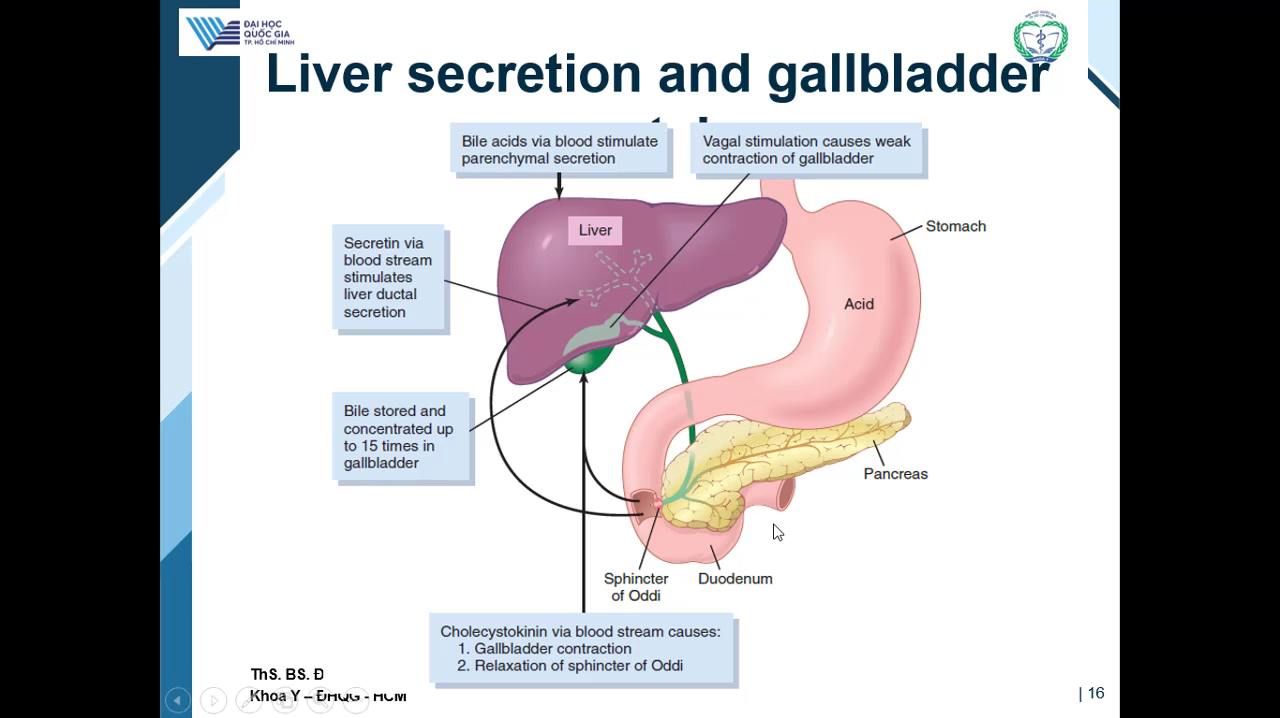 ĐẠI HỌC
QUỐC GIA
TP. HỒ CHÍ MINH
Liver secretion and gallbladder
Bile acids via blood stimulate
parenchymal secretion
Vagal stimulation causes weak
contraction of gallbladder
Liver
Stomach
Secretin via
blood stream
stimulates
liver ductal
secretion
Acid
Bile stored and
concentrated up
to 15 times in
gallbladder
Pancreas
Sphincter
of Oddi
Duodenum
Cholecystokinin via blood stream causes:
1. Gallbladder contraction
2. Relaxation of sphincter of Oddi
ThS. BS. Đ
Khoa Y – ĐHQG - HCM
| 16